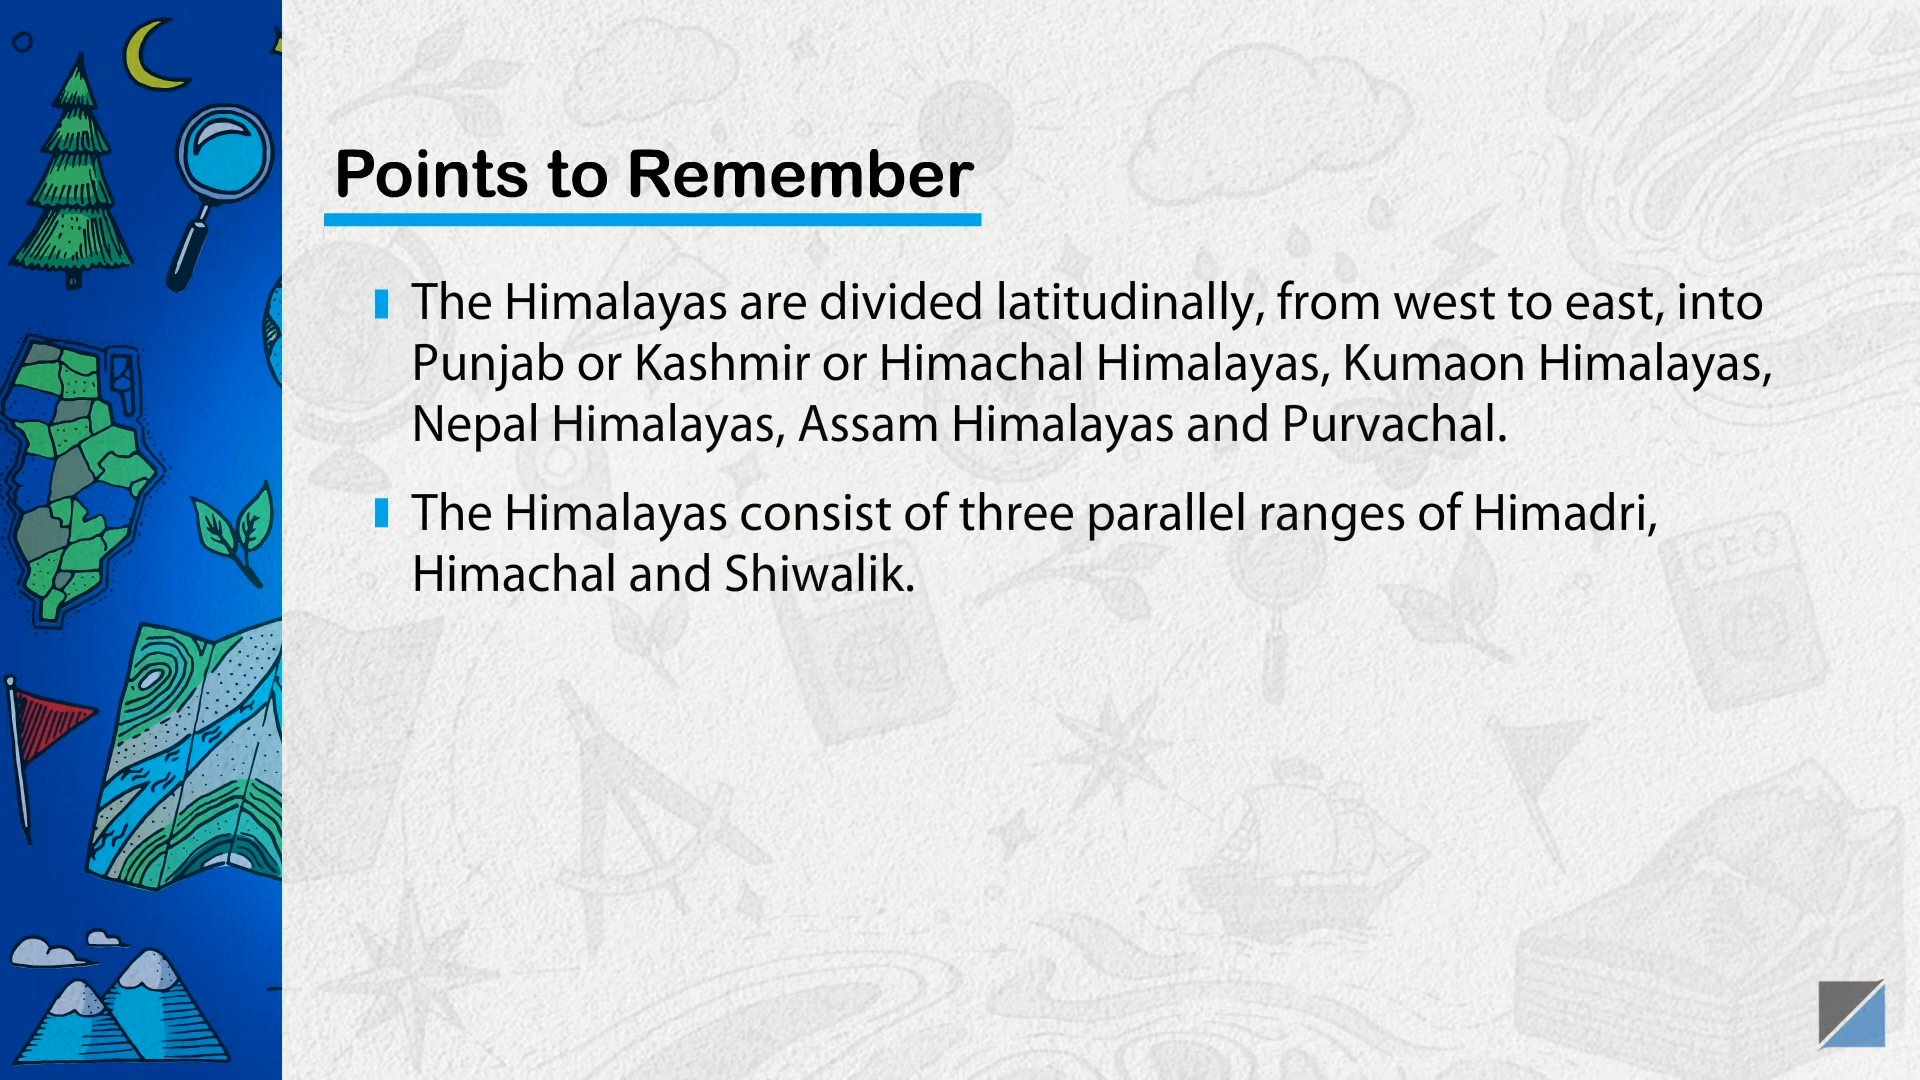 Points to Remember
The Himalayas are divided latitudinally, from west to east, into
Punjab or Kashmir or Himachal Himalayas, Kumaon Himalayas,
Nepal Himalayas, Assam Himalayas and Purvachal.
The Himalayas consist of three parallel ranges of Himadri,
Himachal and Shiwalik.